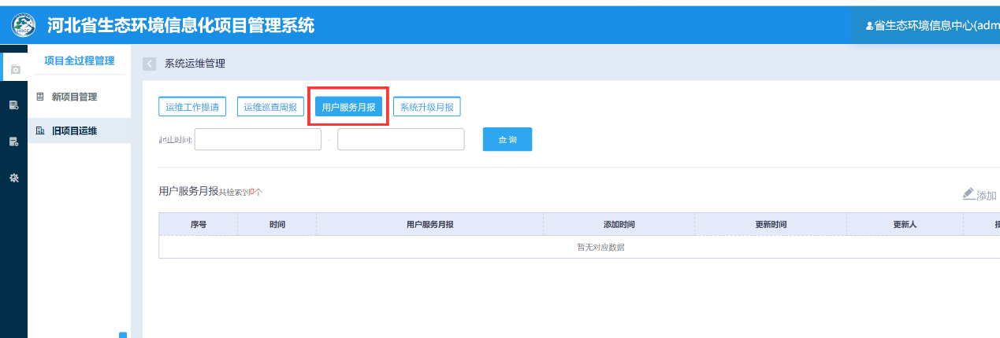 河北省生态环境信息化项目管理系统
省生态环境信息中心(adm
项目全过程管理
新项目管理
旧项目运维
系统运维管理
运维工作提请 运维巡查周报 用户服务月报 系统升级月报
起止时间: - 查询
用户服务月报共检索到0个
添加
序号 时间 用户服务月报 添加时间 更新时间 更新人
暂无对应数据